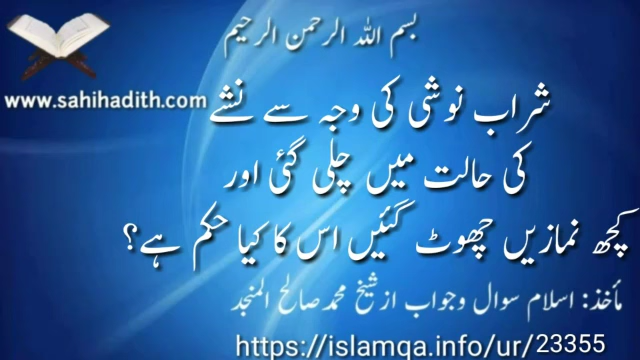 بسم اللہ الرحمن الرحیم
www.sahihadith.com
شراب نوشی کی وجہ سے نشے
کی حالت میں چلی گئی اور
کچھ نمازیں چھوٹ گئیں اس کا کیا حکم ہے؟
مأخذ: اسلام سوال وجواب از شیخ محمد صالح المنجد
https://islamqa.info/ur/23355